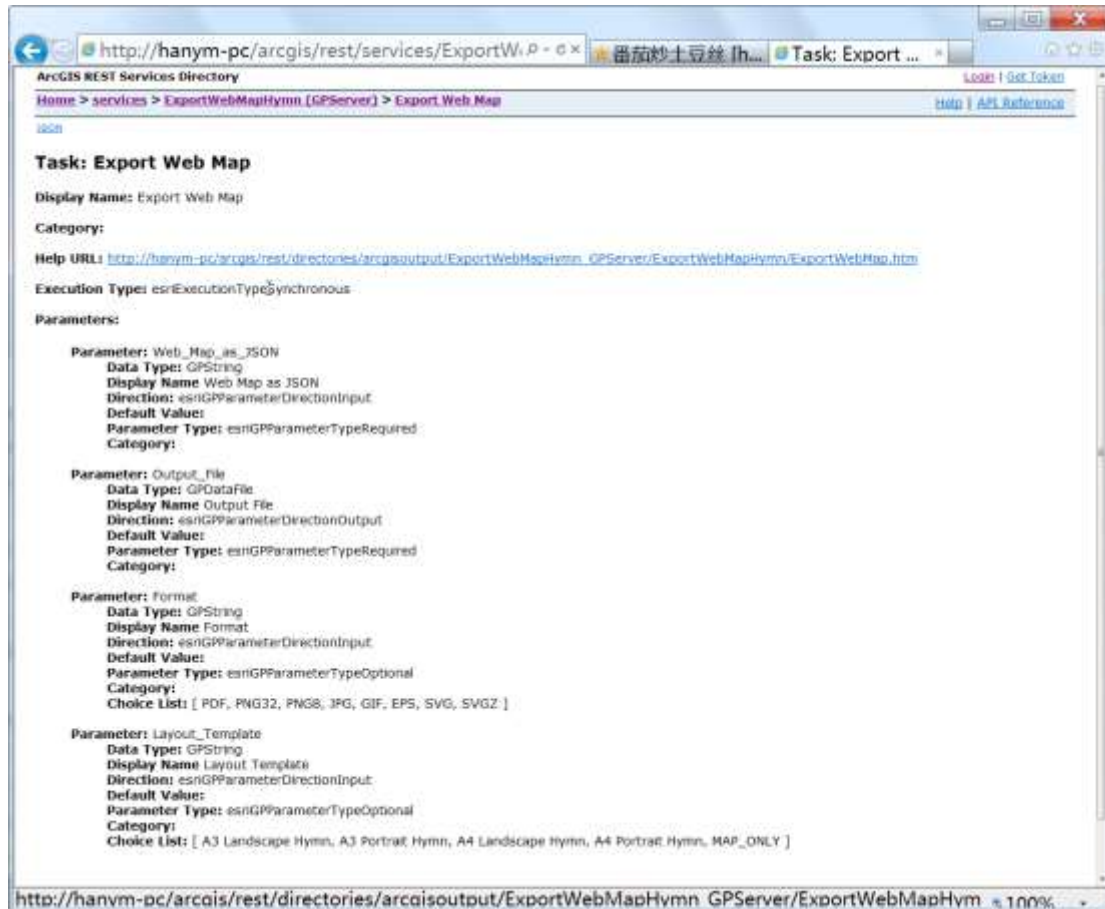 http://hanym-pc/arcgis/rest/services/ExportW
番茄炒土豆丝 [h...
Task: Export ...
ArcGIS REST Services Directory
Login | Get Token
Home > services > ExportWebMapHymn (GPServer) > Export Web Map
Help | API Reference
JSON
Task: Export Web Map
Display Name: Export Web Map
Category:
Help URL: http://hanym-pc/arcgis/rest/directories/arcgisoutput/ExportWebMapHymn_GPServer/ExportWebMapHymn/ExportWebMap.htm
Execution Type: esriExecutionTypeSynchronous
Parameters:
Parameter: Web_Map_as_JSON
Data Type: GPString
Display Name Web Map as JSON
Direction: esriGPParameterDirectionInput
Default Value:
Parameter Type: esriGPParameterTypeRequired
Category:
Parameter: Output_File
Data Type: GPDataFile
Display Name Output File
Direction: esriGPParameterDirectionOutput
Default Value:
Parameter Type: esriGPParameterTypeRequired
Category:
Parameter: Format
Data Type: GPString
Display Name Format
Direction: esriGPParameterDirectionInput
Default Value:
Parameter Type: esriGPParameterTypeOptional
Category:
Choice List: [ PDF, PNG32, PNG8, JPG, GIF, EPS, SVG, SVGZ ]
Parameter: Layout_Template
Data Type: GPString
Display Name Layout Template
Direction: esriGPParameterDirectionInput
Default Value:
Parameter Type: esriGPParameterTypeOptional
Category:
Choice List: [ A3 Landscape Hymn, A3 Portrait Hymn, A4 Landscape Hymn, A4 Portrait Hymn, MAP_ONLY ]
http://hanym-pc/arcgis/rest/directories/arcgisoutput/ExportWebMapHymn_GPServer/ExportWebMapHym
100%